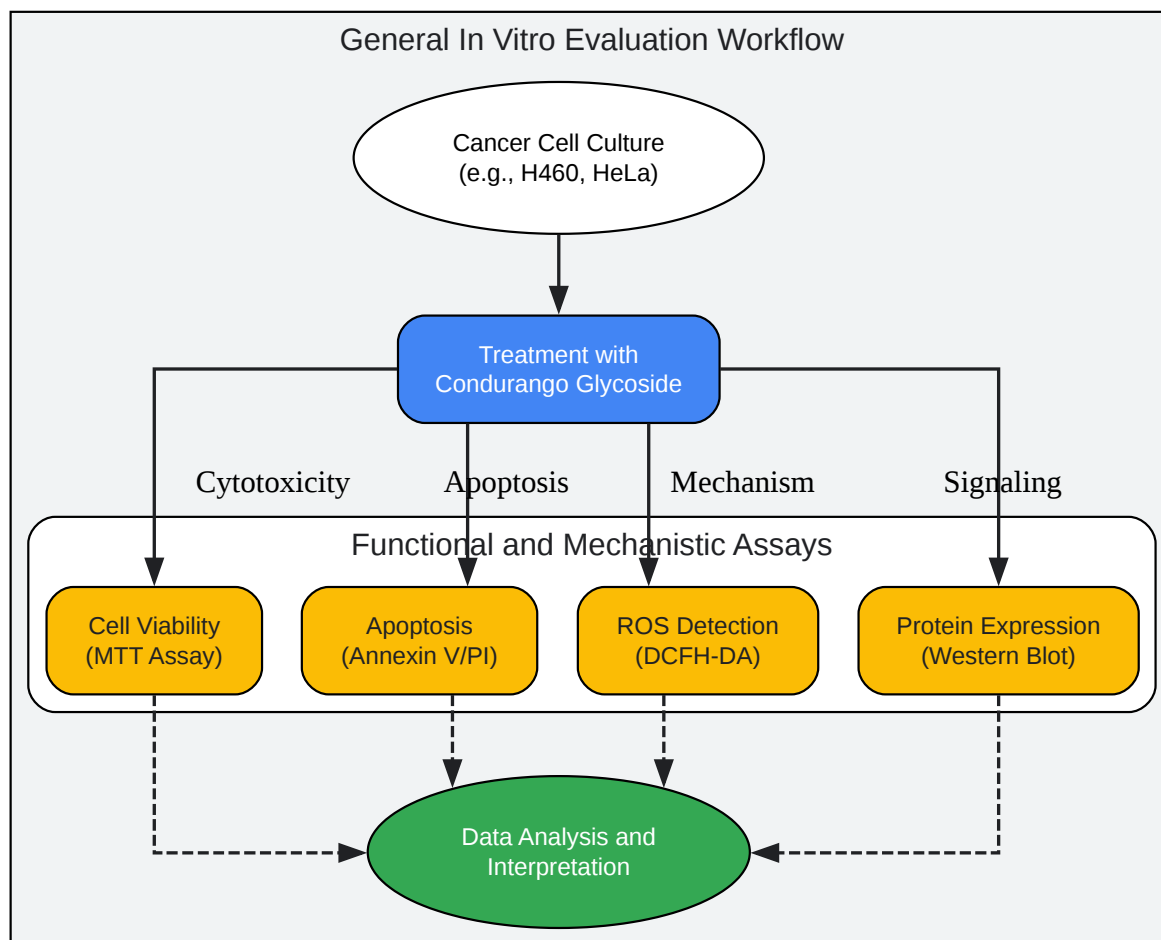 General In Vitro Evaluation Workflow
Cancer Cell Culture
(e.g., H460, HeLa)
Treatment with
Condurango Glycoside
Cytotoxicity
Apoptosis
Mechanism
Signaling
Functional and Mechanistic Assays
Cell Viability
(MTT Assay)
Apoptosis
(Annexin V/PI)
ROS Detection
(DCFH-DA)
Protein Expression
(Western Blot)
Data Analysis and
Interpretation